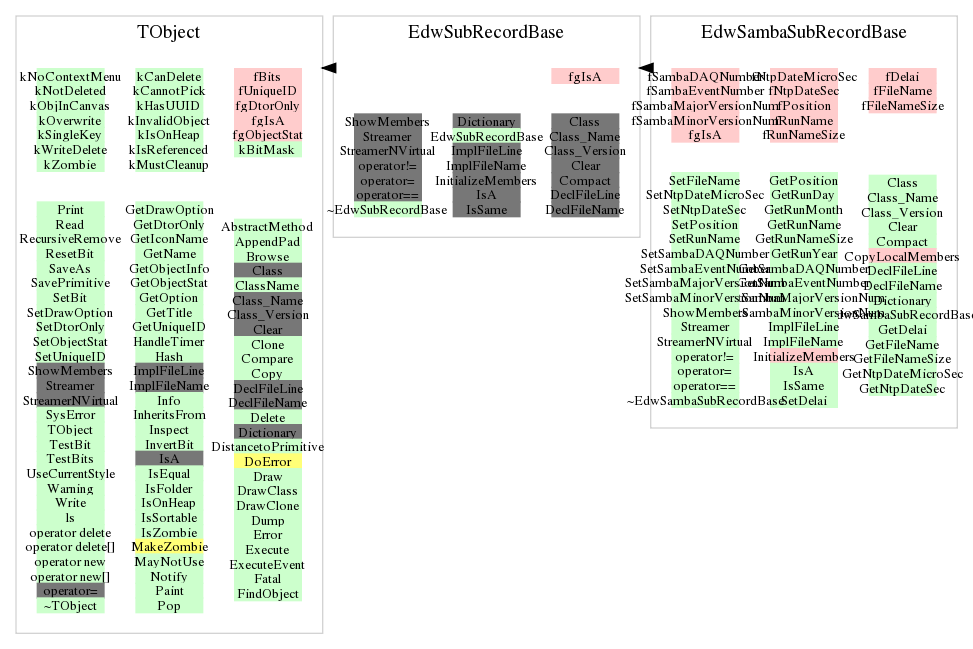 TObject
kNoContextMenu
kNotDeleted
kObjInCanvas
kOverwrite
kSingleKey
kWriteDelete
kZombie
kCanDelete
kCannotPick
kHasUUID
kInvalidObject
kIsOnHeap
kIsReferenced
kMustCleanup
fBits
fUniqueID
fgDtorOnly
fgIsA
fgObjectStat
kBitMask
Print
Read
RecursiveRemove
ResetBit
SaveAs
SavePrimitive
SetBit
SetDrawOption
SetDtorOnly
SetObjectStat
SetUniqueID
ShowMembers
Streamer
StreamerNVirtual
SysError
TObject
TestBit
TestBits
UseCurrentStyle
Warning
Write
ls
operator delete
operator delete[]
operator new
operator new[]
operator=
~TObject
GetDrawOption
GetDtorOnly
GetIconName
GetName
GetObjectInfo
GetObjectStat
GetOption
GetTitle
GetUniqueID
HandleTimer
Hash
ImplFileLine
ImplFileName
Info
InheritsFrom
Inspect
InvertBit
IsA
IsEqual
IsFolder
IsOnHeap
IsSortable
IsZombie
MakeZombie
MayNotUse
Notify
Paint
Pop
AbstractMethod
AppendPad
Browse
Class
ClassName
Class_Name
Class_Version
Clear
Clone
Compare
Copy
DeclFileLine
DeclFileName
Delete
Dictionary
DistancetoPrimitive
DoError
Draw
DrawClass
DrawClone
Dump
Error
Execute
ExecuteEvent
Fatal
FindObject
EdwSubRecordBase
fgIsA
ShowMembers
Streamer
StreamerNVirtual
operator!=
operator=
operator==
~EdwSubRecordBase
Dictionary
EdwSubRecordBase
ImplFileLine
ImplFileName
InitializeMembers
IsA
IsSame
Class
Class_Name
Class_Version
Clear
Compact
DeclFileLine
DeclFileName
EdwSambaSubRecordBase
fSambaDAQNumber
fSambaEventNumber
fSambaMajorVersionNum
fSambaMinorVersionNum
fgIsA
fNtpDateMicroSec
fNtpDateSec
fPosition
fRunName
fRunNameSize
fDelai
fFileName
fFileNameSize
SetFileName
SetNtpDateMicroSec
SetNtpDateSec
SetPosition
SetRunName
SetSambaDAQNumber
SetSambaEventNumber
SetSambaMajorVersionNum
SetSambaMinorVersionNum
ShowMembers
Streamer
StreamerNVirtual
operator!=
operator=
operator==
~EdwSambaSubRecordBase
GetPosition
GetRunDay
GetRunMonth
GetRunName
GetRunNameSize
GetRunYear
GetSambaDAQNumber
GetSambaEventNumber
GetSambaMajorVersionNum
GetSambaMinorVersionNum
ImplFileLine
ImplFileName
InitializeMembers
IsA
IsSame
SetDelai
Class
Class_Name
Class_Version
Clear
Compact
CopyLocalMembers
DeclFileLine
DeclFileName
Dictionary
EdwSambaSubRecordBase
GetDelai
GetFileName
GetFileNameSize
GetNtpDateMicroSec
GetNtpDateSec